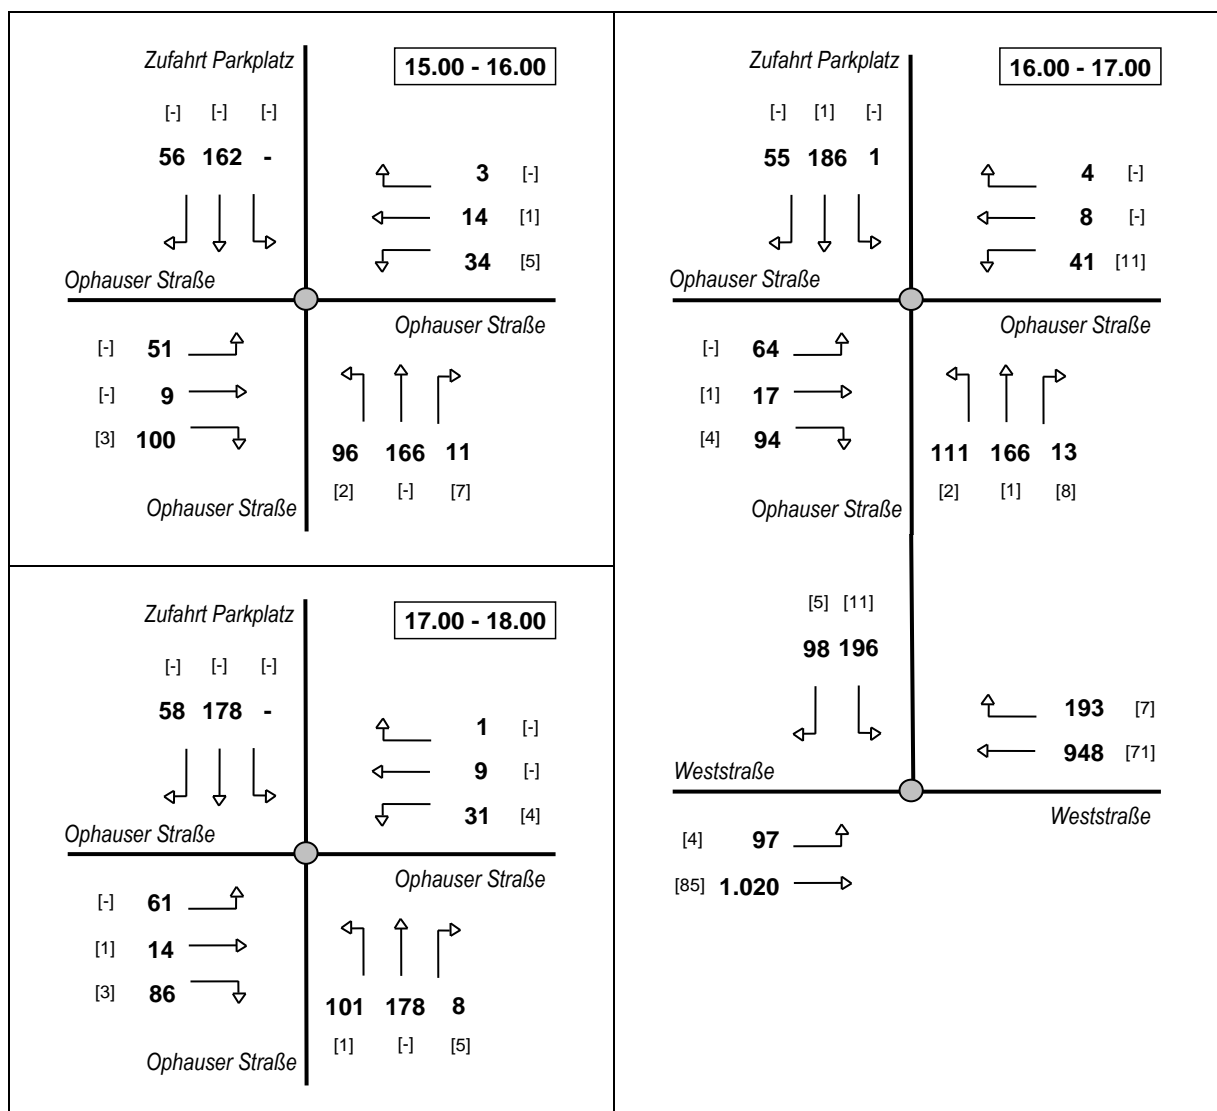 Zufahrt Parkplatz
15.00 - 16.00
[-] [-] [-]
56 162 -
3 [-]
14 [1]
34 [5]
Ophauser Straße
Ophauser Straße
[-] 51
[-] 9
[3] 100
96 166 11
[2] [-] [7]
Ophauser Straße
Zufahrt Parkplatz
17.00 - 18.00
[-] [-] [-]
58 178 -
1 [-]
9 [-]
31 [4]
Ophauser Straße
Ophauser Straße
[-] 61
[1] 14
[3] 86
101 178 8
[1] [-] [5]
Ophauser Straße
Zufahrt Parkplatz
16.00 - 17.00
[-] [1] [-]
55 186 1
4 [-]
8 [-]
41 [11]
Ophauser Straße
Ophauser Straße
[-] 64
[1] 17
[4] 94
111 166 13
[2] [1] [8]
Ophauser Straße
[5] [11]
98 196
193 [7]
948 [71]
Weststraße
Weststraße
[4] 97
[85] 1.020